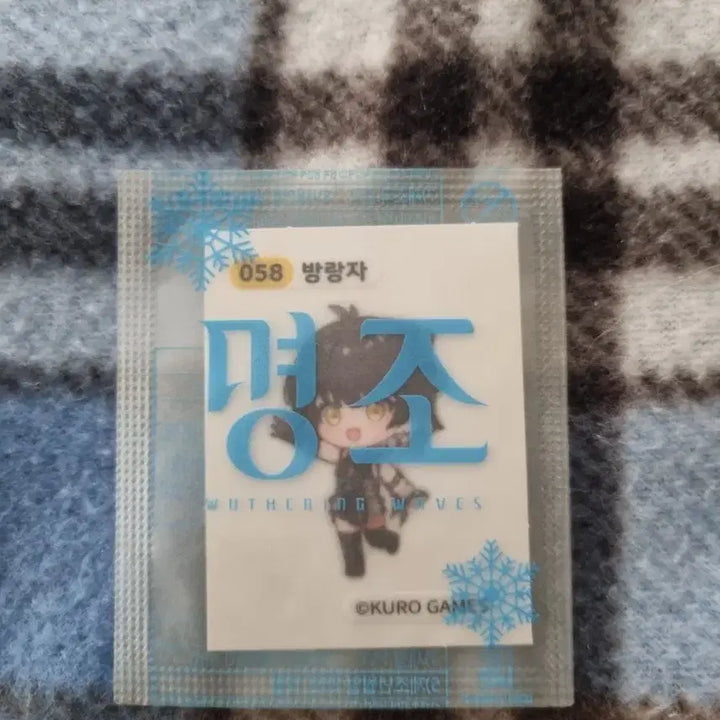 058 방랑자
명조
WUTHERING WAVES
©KURO GAMES